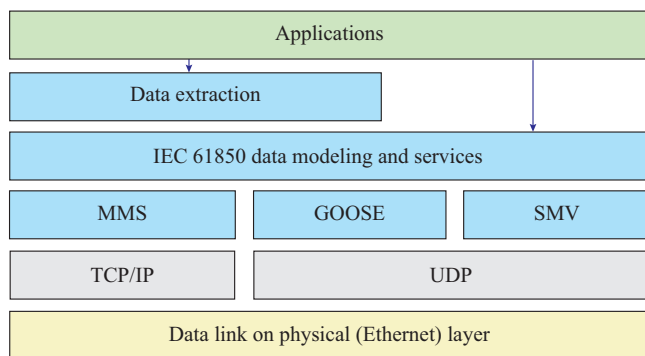 Applications
Data extraction
IEC 61850 data modeling and services
MMS GOOSE SMV
TCP/IP UDP
Data link on physical (Ethernet) layer